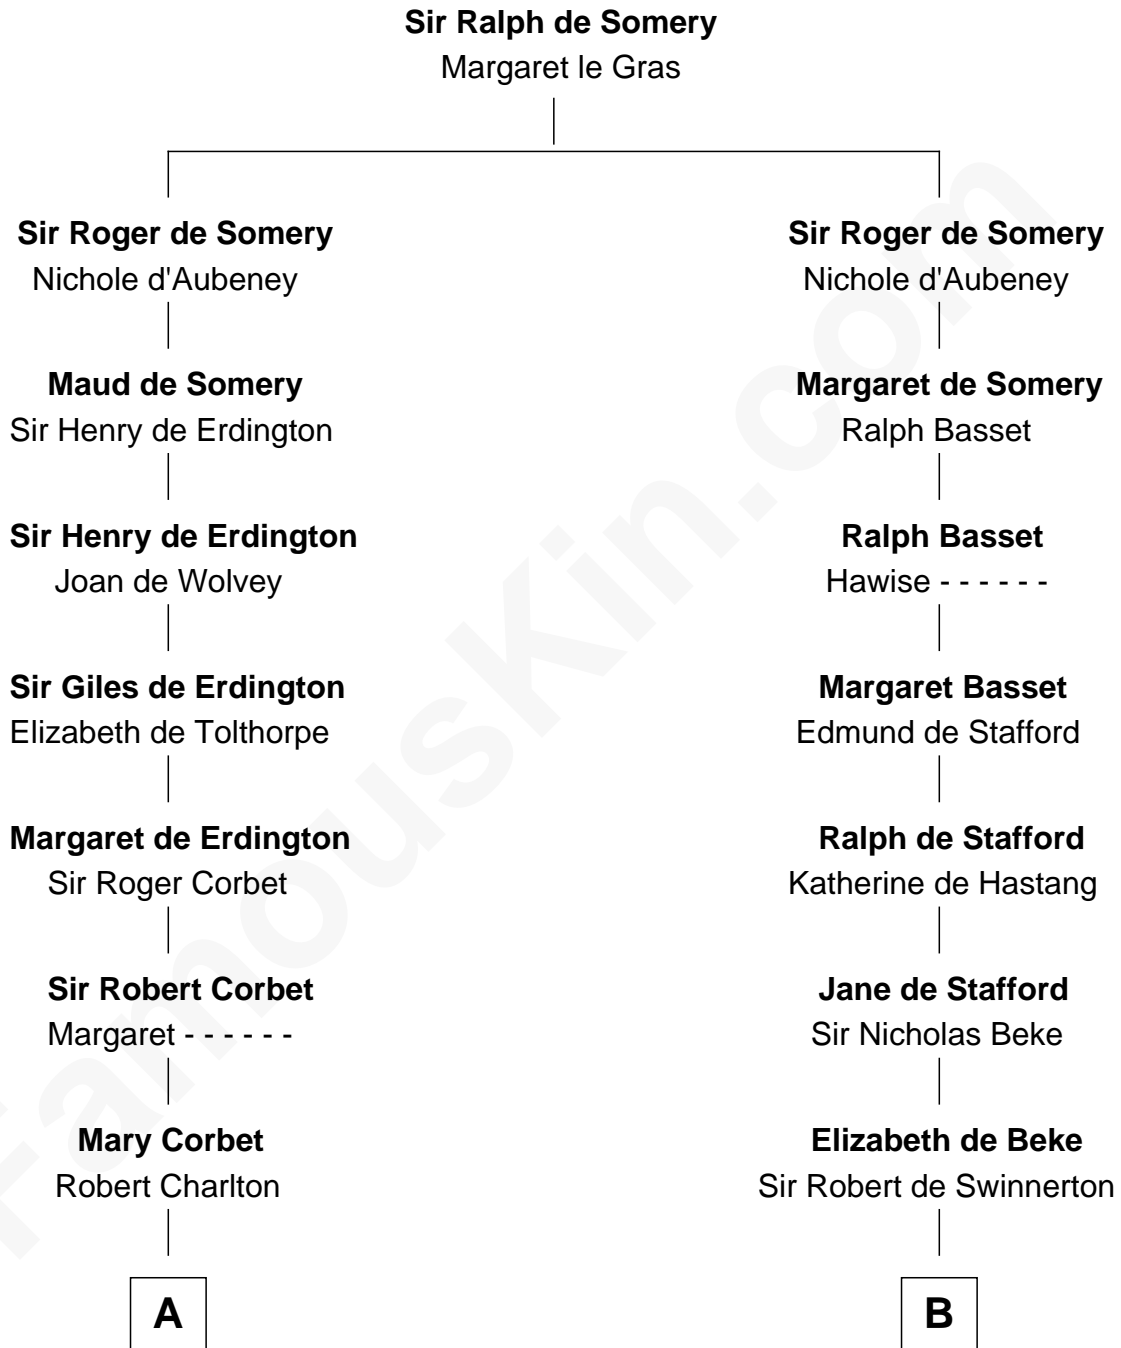 Sir Ralph de Somery
Margaret le Gras
Sir Roger de Somery
Nichole d'Aubeney
Sir Roger de Somery
Nichole d'Aubeney
Maud de Somery
Sir Henry de Erdington
Margaret de Somery
Ralph Basset
Sir Henry de Erdington
Joan de Wolvey
Ralph Basset
Hawise - - - - - -
Sir Giles de Erdington
Elizabeth de Tolthorpe
Margaret Basset
Edmund de Stafford
Margaret de Erdington
Sir Roger Corbet
Ralph de Stafford
Katherine de Hastang
Sir Robert Corbet
Margaret - - - - - -
Jane de Stafford
Sir Nicholas Beke
Mary Corbet
Robert Charlton
Elizabeth de Beke
Sir Robert de Swinnerton
A
B
FamousKin.com